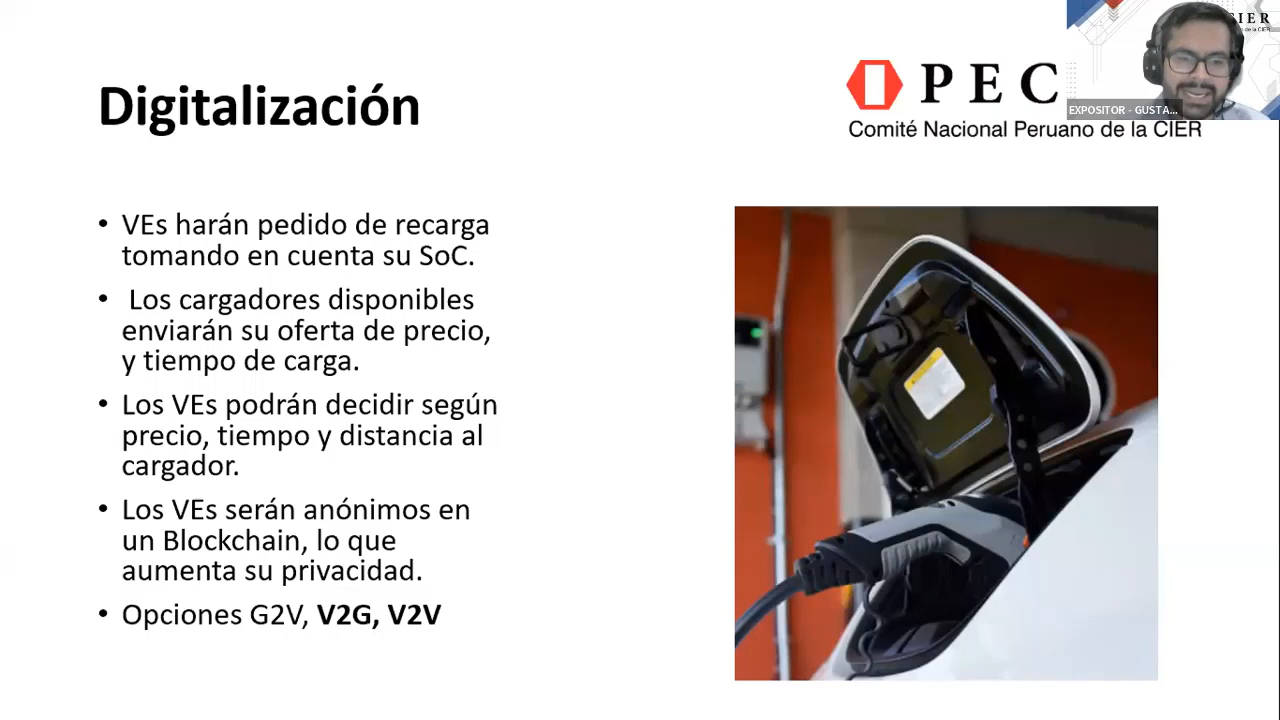 Digitalización
PEC
Comité Nacional Peruano de la CIER
CIER
EXPOSITOR - GUSTA...
• VEs harán pedido de recarga
tomando en cuenta su SoC.
• Los cargadores disponibles
enviarán su oferta de precio,
y tiempo de carga.
• Los VEs podrán decidir según
precio, tiempo y distancia al
cargador.
• Los VEs serán anónimos en
un Blockchain, lo que
aumenta su privacidad.
• Opciones G2V, V2G, V2V